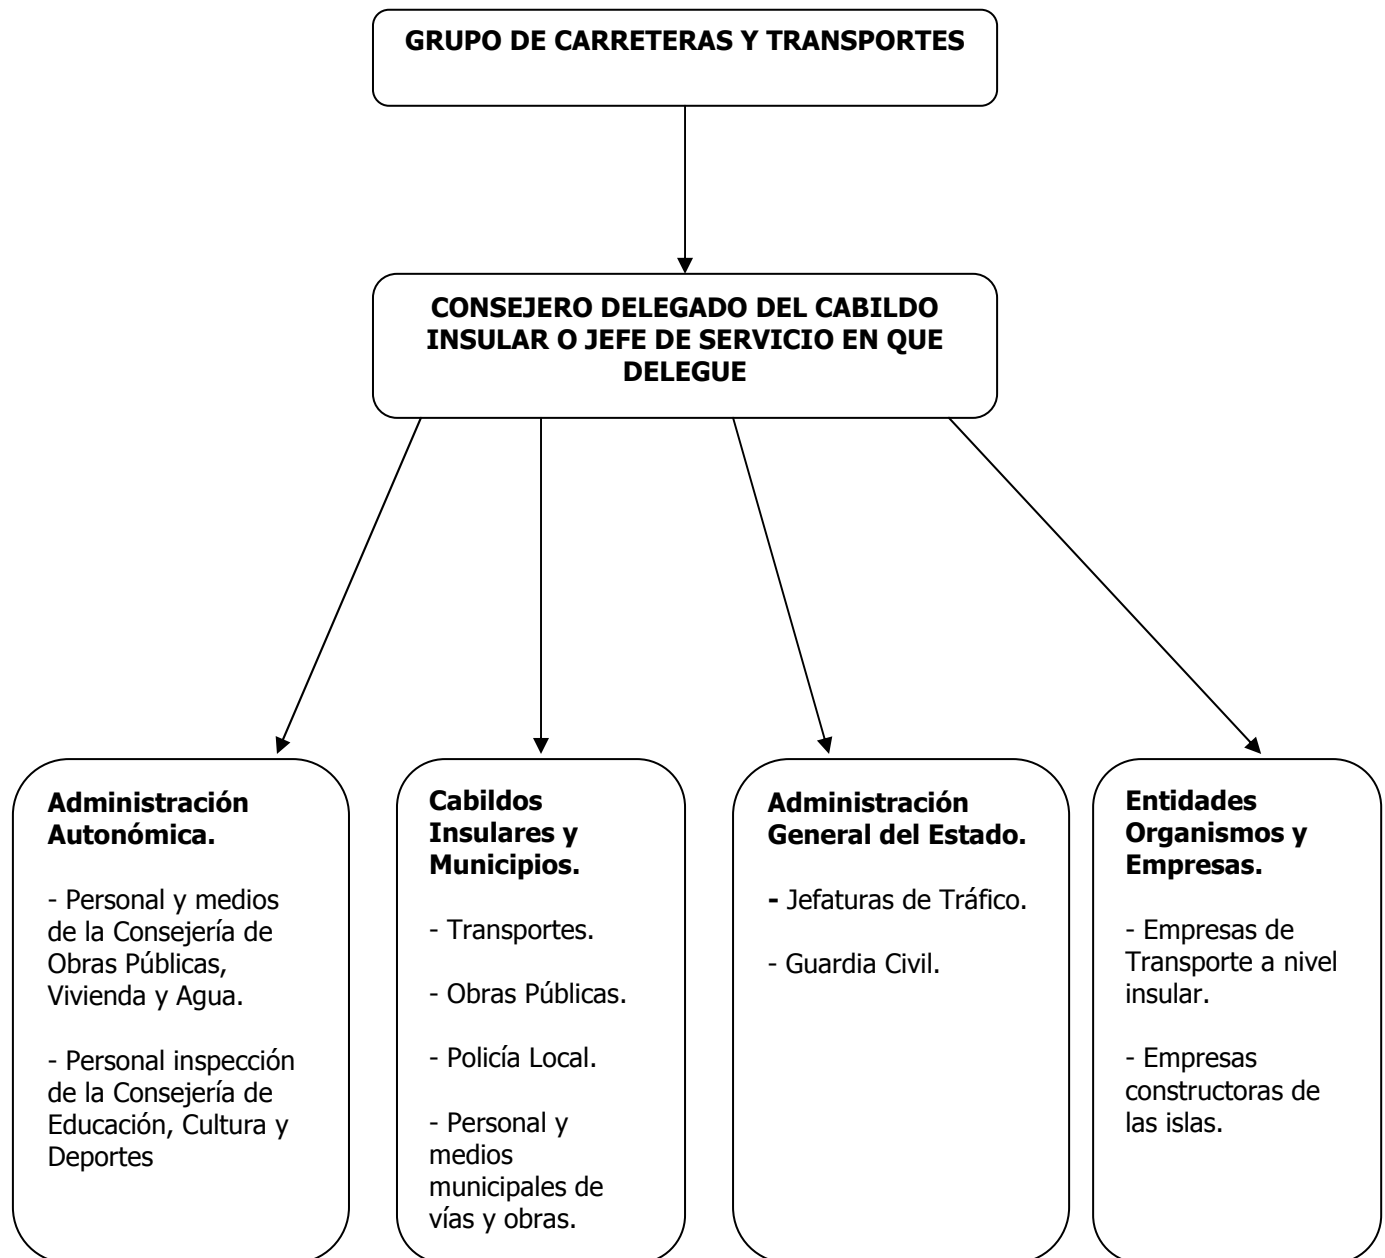 GRUPO DE CARRETERAS Y TRANSPORTES
CONSEJERO DELEGADO DEL CABILDO
INSULAR O JEFE DE SERVICIO EN QUE
DELEGUE
Administración
Autonómica.
- Personal y medios
de la Consejería de
Obras Públicas,
Vivienda y Agua.
- Personal inspección
de la Consejería de
Educación, Cultura y
Deportes
Cabildos
Insulares y
Municipios.
- Transportes.
- Obras Públicas.
- Policía Local.
- Personal y
medios
municipales de
vías y obras.
Administración
General del Estado.
- Jefaturas de Tráfico.
- Guardia Civil.
Entidades
Organismos y
Empresas.
- Empresas de
Transporte a nivel
insular.
- Empresas
constructoras de
las islas.